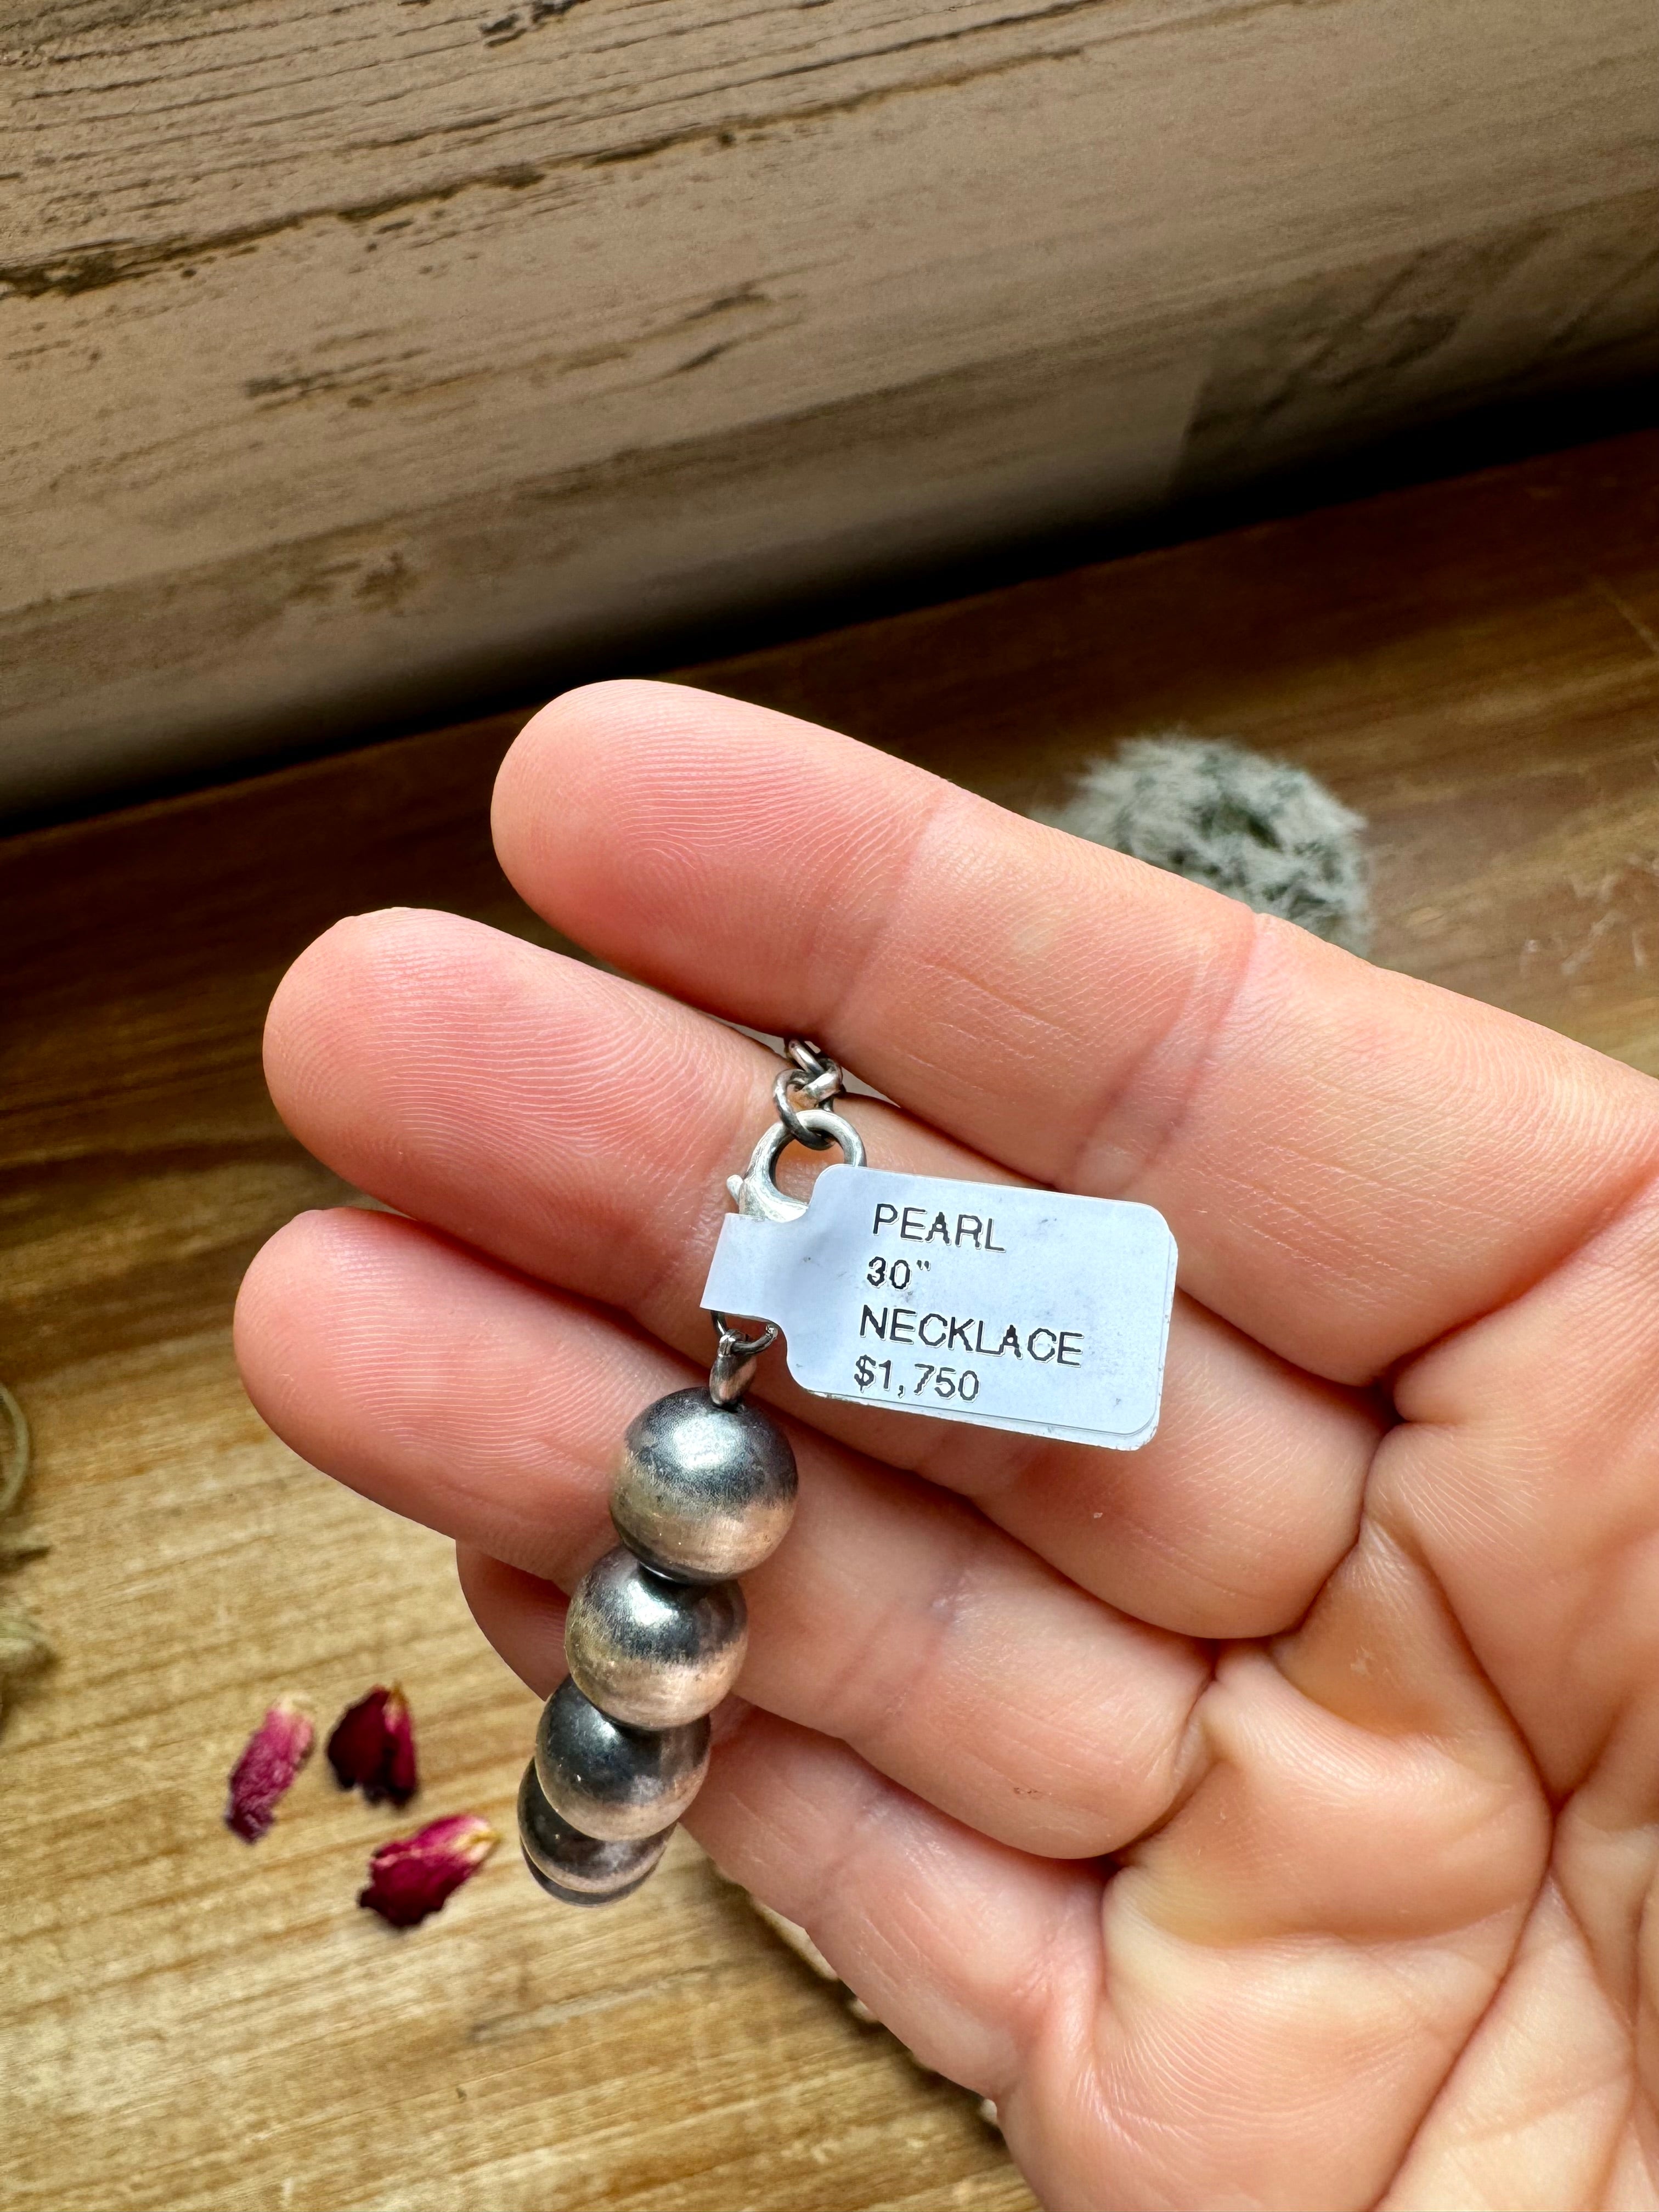 PEARL
30"
NECKLACE
$1,750